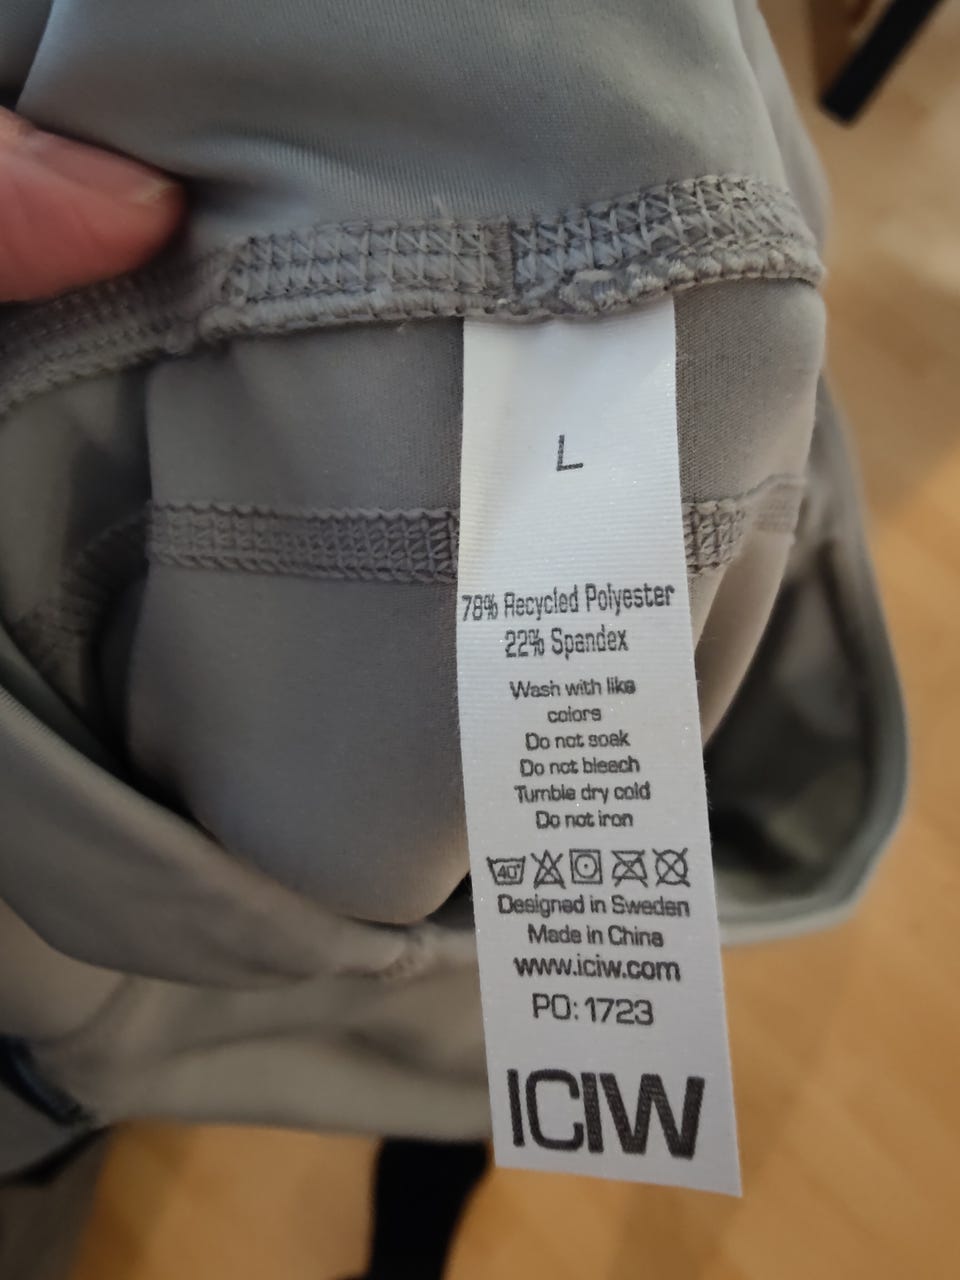 L
78% Recycled Polyester
22% Spandex
Wash with like
colors
Do not soak
Do not bleach
Tumble dry cold
Do not iron
40°
Designed in Sweden
Made in China
www.iciw.com
PO: 1723
ICIW